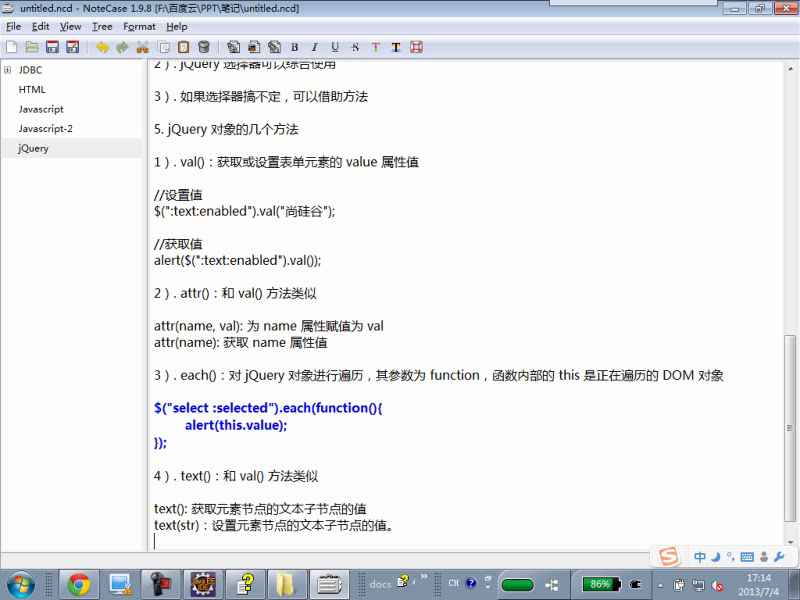 untitled.ncd - NoteCase 1.9.8 [F:\百度云\PPT\笔记\untitled.ncd]
File Edit View Tree Format Help
B I U S T T
JDBC
HTML
Javascript
Javascript-2
jQuery
2）. jQuery 选择器可以综合使用
3）. 如果选择器搞不定，可以借助方法
5. jQuery 对象的几个方法
1）. val()：获取或设置表单元素的 value 属性值
//设置值
$(":text:enabled").val("尚硅谷");
//获取值
alert($(":text:enabled").val());
2）. attr()：和 val() 方法类似
attr(name, val): 为 name 属性赋值为 val
attr(name): 获取 name 属性值
3）. each()：对 jQuery 对象进行遍历，其参数为 function，函数内部的 this 是正在遍历的 DOM 对象
$("select :selected").each(function(){
alert(this.value);
});
4）. text()：和 val() 方法类似
text(): 获取元素节点的文本子节点的值
text(str)：设置元素节点的文本子节点的值。
S 中
docs
CH
86%
17:14
2013/7/4